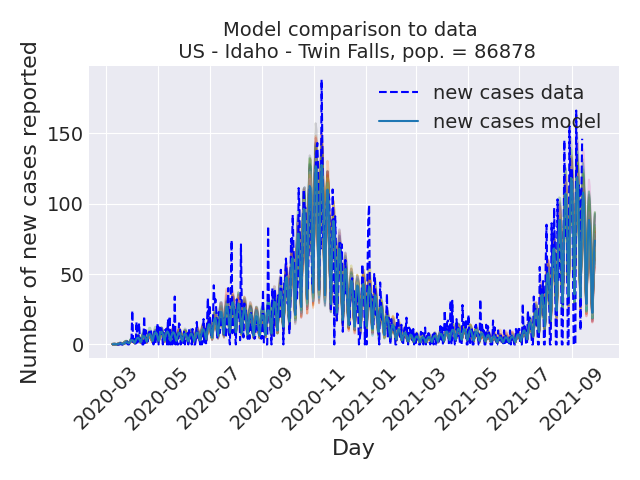 Model comparison to data
US - Idaho - Twin Falls, pop. = 86878
new cases data
new cases model
Number of new cases reported
150
100
50
0
2020-03
2020-05
2020-07
2020-09
2020-11
2021-01
2021-03
2021-05
2021-07
2021-09
Day